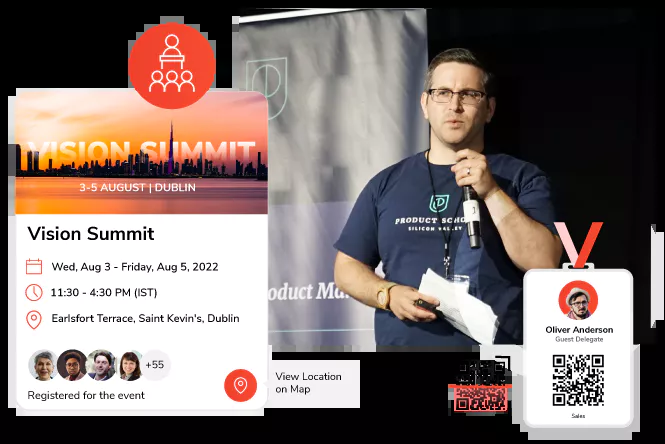 VISION SUMMIT
3-5 AUGUST | DUBLIN
Vision Summit
Wed, Aug 3 - Friday, Aug 5, 2022
11:30 - 4:30 PM (IST)
Earlsfort Terrace, Saint Kevin's, Dublin
+55
Registered for the event
View Location
on Map
PRODUCT SCHO
SILICON VALLEY
oduct Ma
Oliver Anderson
Guest Delegate
Sales